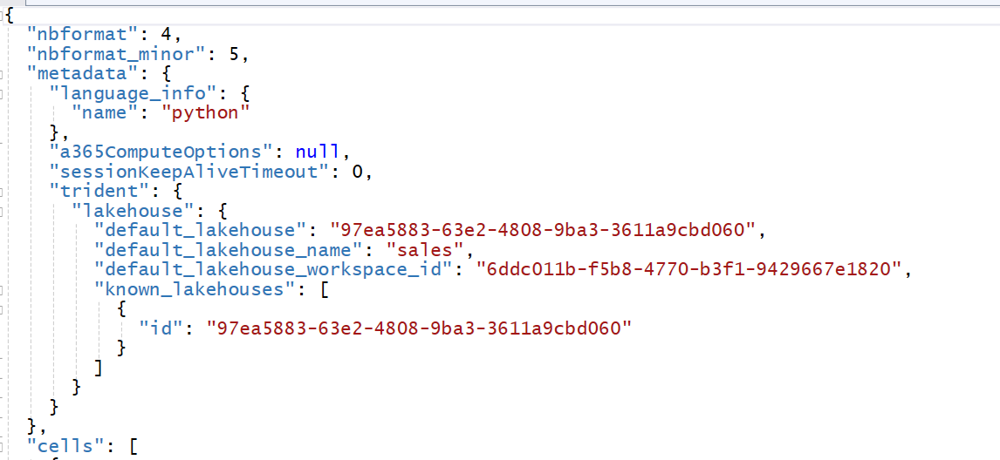 {
"nbformat": 4,
"nbformat_minor": 5,
"metadata": {
"language_info": {
"name": "python"
},
"a365ComputeOptions": null,
"sessionKeepAliveTimeout": 0,
"trident": {
"lakehouse": {
"default_lakehouse": "97ea5883-63e2-4808-9ba3-3611a9cbd060",
"default_lakehouse_name": "sales",
"default_lakehouse_workspace_id": "6ddc011b-f5b8-4770-b3f1-9429667e1820",
"known_lakehouses": [
{
"id": "97ea5883-63e2-4808-9ba3-3611a9cbd060"
}
]
}
}
},
"cells": [